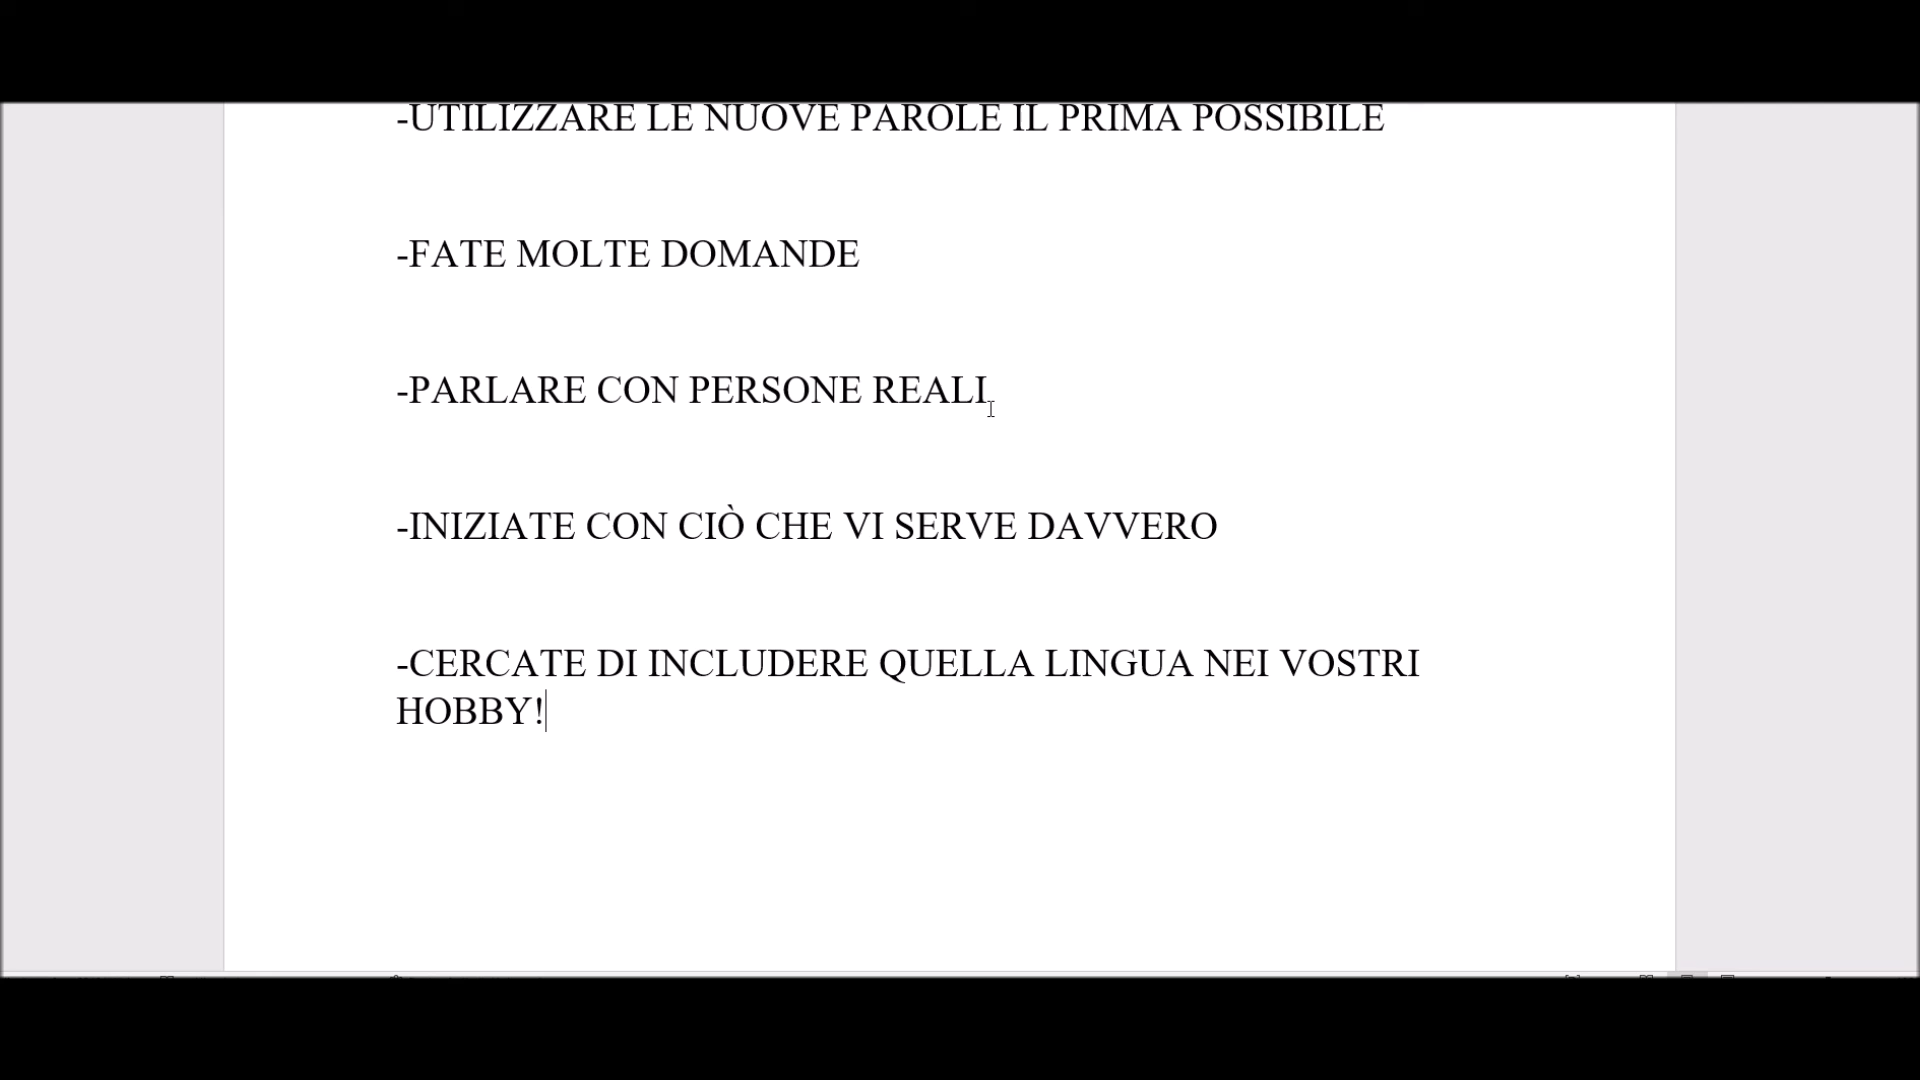 -UTILIZZARE LE NUOVE PAROLE IL PRIMA POSSIBILE
-FATE MOLTE DOMANDE
-PARLARE CON PERSONE REALI
-INIZIATE CON CIÒ CHE VI SERVE DAVVERO
-CERCATE DI INCLUDERE QUELLA LINGUA NEI VOSTRI
HOBBY!